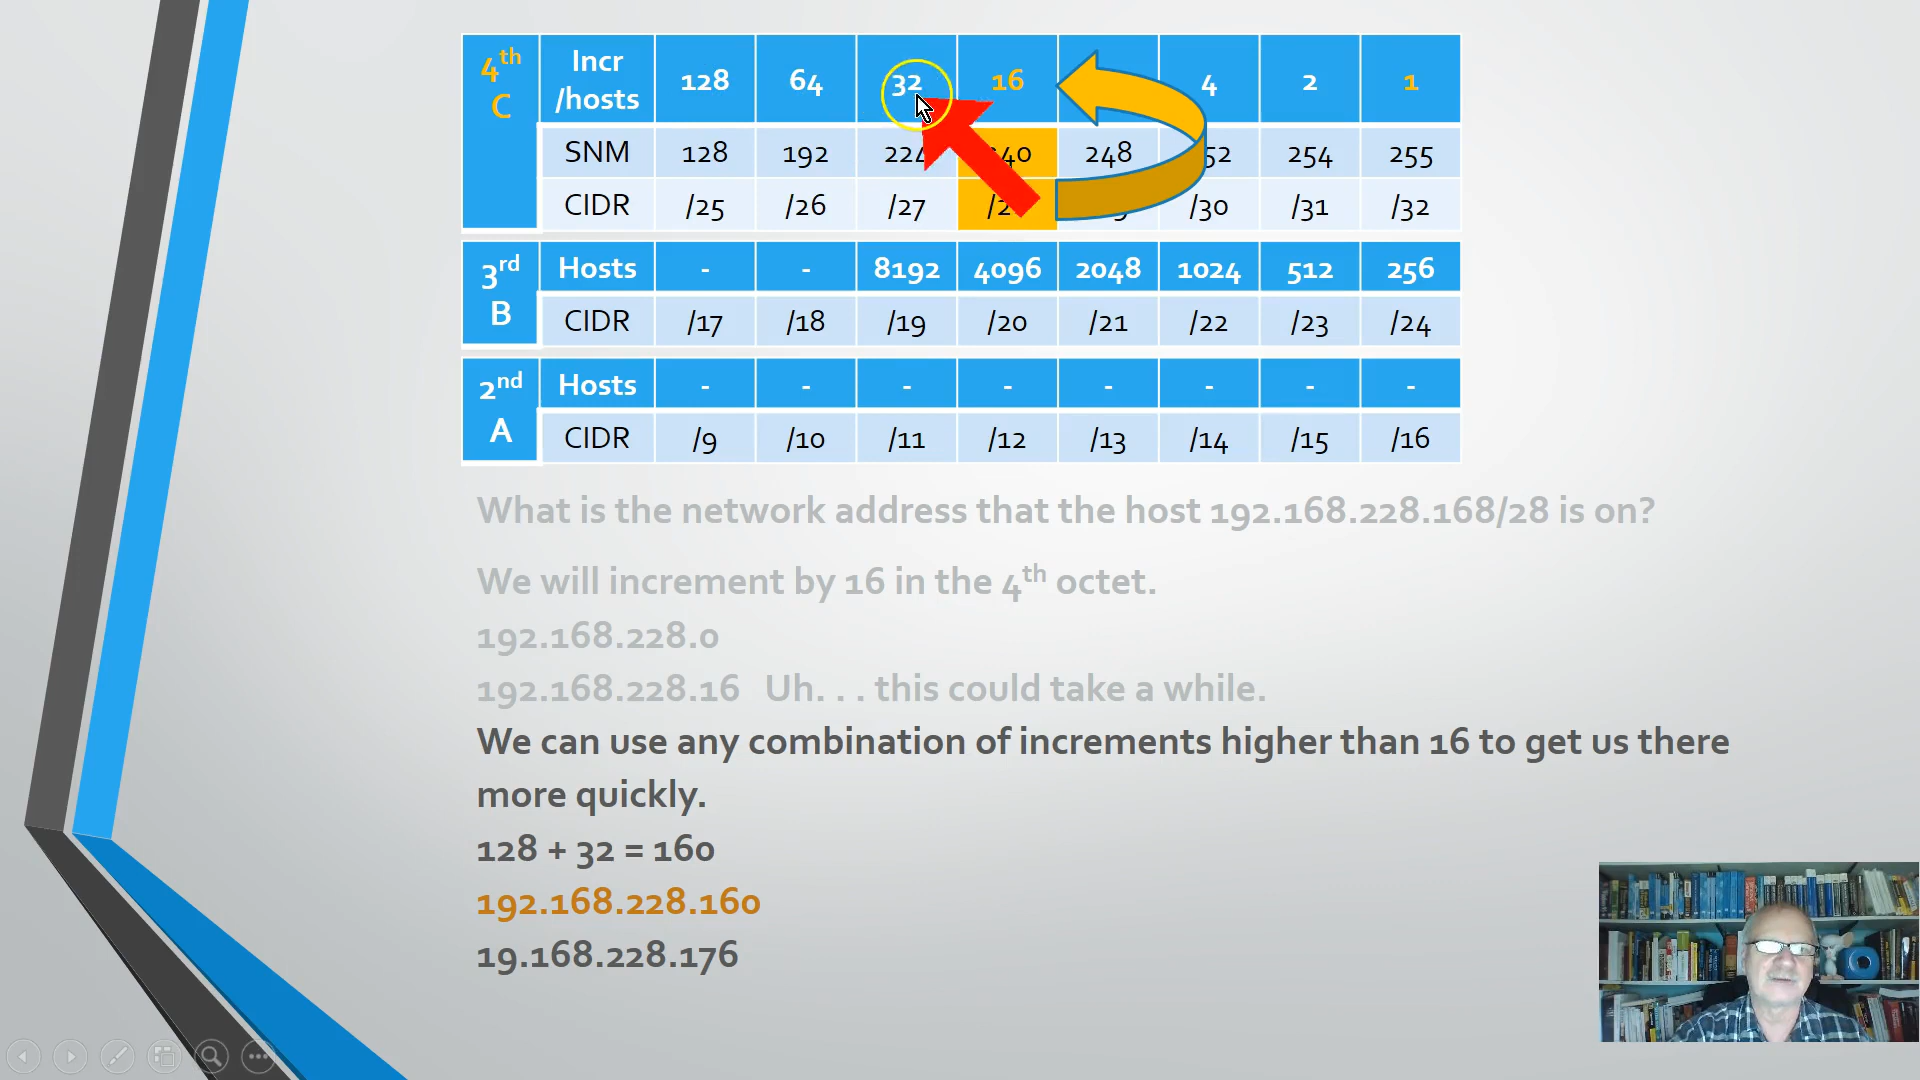 4th C Incr /hosts 128 64 32 16 4 2 1
SNM 128 192 224 240 248 252 254 255
CIDR /25 /26 /27 /30 /31 /32
3rd B Hosts - - 8192 4096 2048 1024 512 256
CIDR /17 /18 /19 /20 /21 /22 /23 /24
2nd A Hosts - - - - - - - -
CIDR /9 /10 /11 /12 /13 /14 /15 /16
What is the network address that the host 192.168.228.168/28 is on?
We will increment by 16 in the 4th octet.
192.168.228.0
192.168.228.16 Uh. . . this could take a while.
We can use any combination of increments higher than 16 to get us there
more quickly.
128 + 32 = 160
192.168.228.160
19.168.228.176